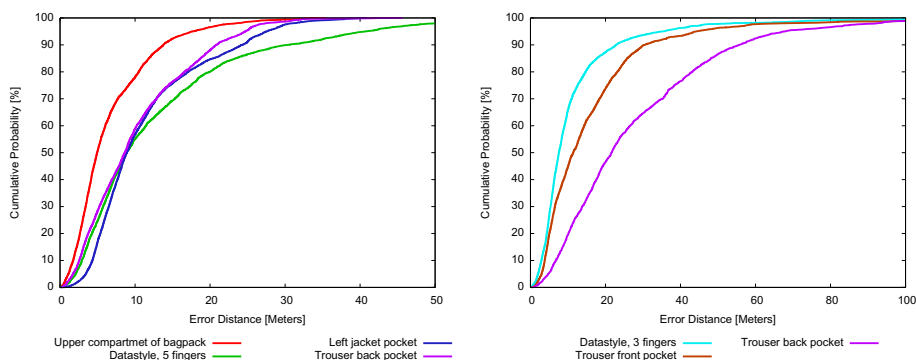 100
90
80
70
60
50
40
30
20
10
0
Cumulative Probability [%]
0 10 20 30 40 50
Error Distance [Meters]
Upper compartmet of bagpack
Datastyle, 5 fingers
Left jacket pocket
Trouser back pocket
100
90
80
70
60
50
40
30
20
10
0
Cumulative Probability [%]
0 20 40 60 80 100
Error Distance [Meters]
Datastyle, 3 fingers
Trouser front pocket
Trouser back pocket